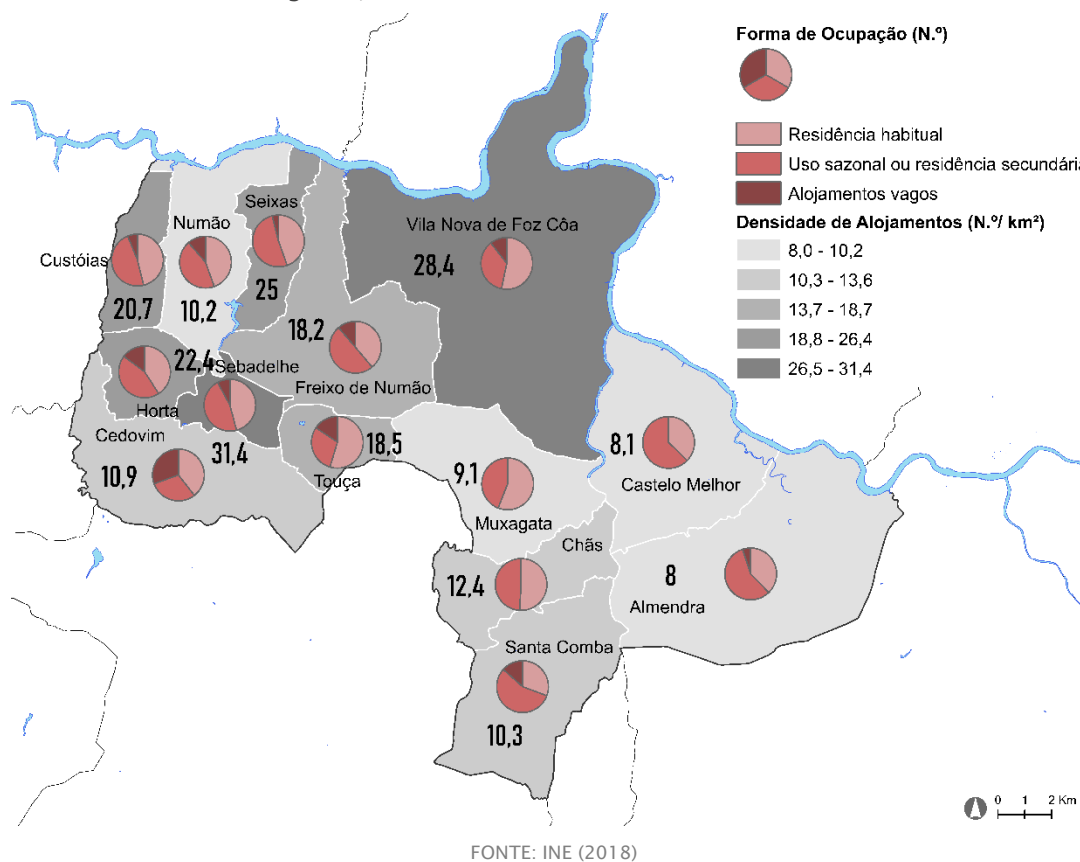 Forma de Ocupação (N.º)
Residência habitual
Uso sazonal ou residência secundári
Alojamentos vagos
Densidade de Alojamentos (N.º/ km²)
8,0 - 10,2
10,3 - 13,6
13,7 - 18,7
18,8 - 26,4
26,5 - 31,4
Seixas
25
Numão
10,2
Custóias
20,7
Vila Nova de Foz Côa
28,4
18,2
Freixo de Numão
22,4
Horta
Sebadelhe
31,4
Cedovim
10,9
18,5
Touça
9,1
Muxagata
8,1
Castelo Melhor
Chãs
12,4
8
Almendra
Santa Comba
10,3
0 1 2 Km
FONTE: INE (2018)